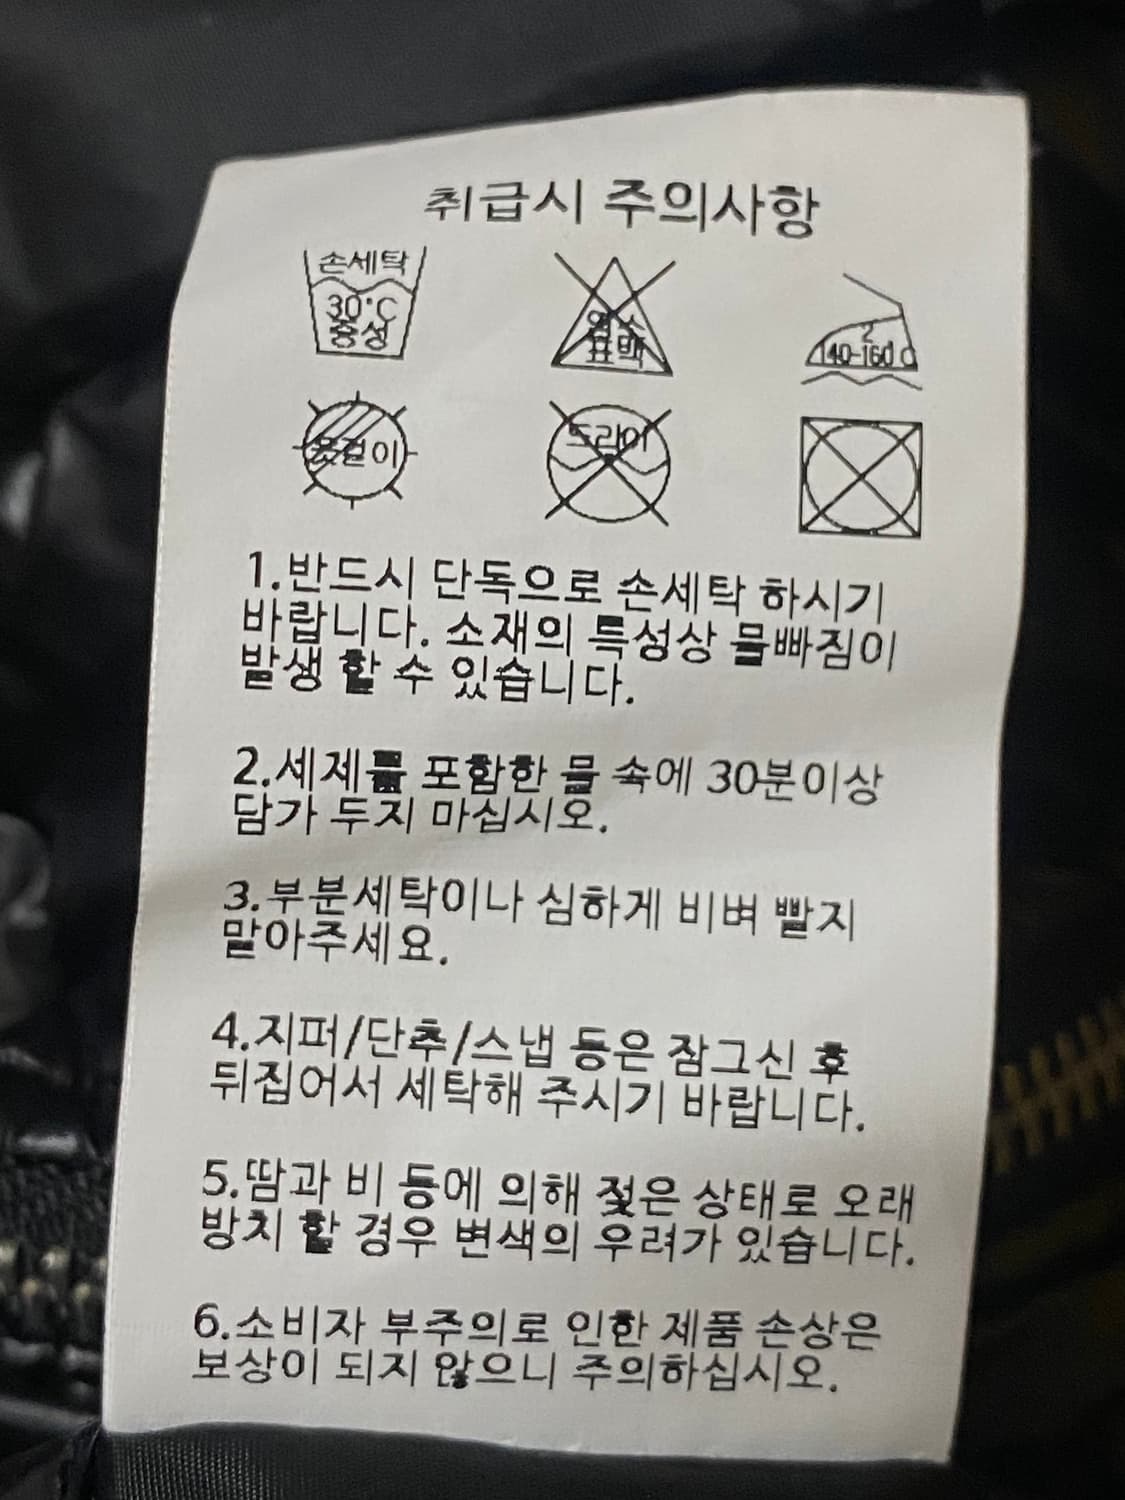 취급시 주의사항
손세탁
30°C
중성
염소
표백
2
140-160
옷걸이
드라이
1.반드시 단독으로 손세탁 하시기
바랍니다. 소재의 특성상 물빠짐이
발생 할 수 있습니다.
2.세제를 포함한 물 속에 30분이상
담가 두지 마십시오.
3.부분세탁이나 심하게 비벼 빨지
말아주세요.
4.지퍼/단추/스냅 등은 잠그신 후
뒤집어서 세탁해 주시기 바랍니다.
5.땀과 비 등에 의해 젖은 상태로 오래
방치 할 경우 변색의 우려가 있습니다.
6.소비자 부주의로 인한 제품 손상은
보상이 되지 않으니 주의하십시오.